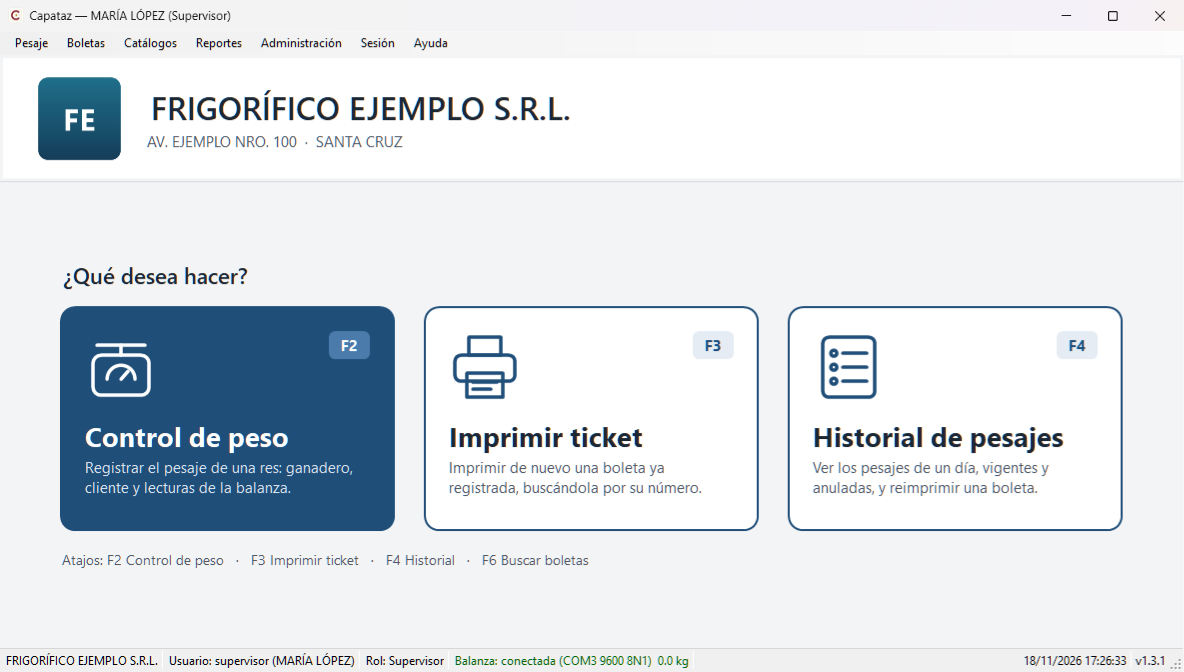 Capataz — MARÍA LÓPEZ (Supervisor)
Pesaje Boletas Catálogos Reportes Administración Sesión Ayuda
FE
FRIGORÍFICO EJEMPLO S.R.L.
AV. EJEMPLO NRO. 100 · SANTA CRUZ
¿Qué desea hacer?
F2
Control de peso
Registrar el pesaje de una res: ganadero,
cliente y lecturas de la balanza.
F3
Imprimir ticket
Imprimir de nuevo una boleta ya
registrada, buscándola por su número.
F4
Historial de pesajes
Ver los pesajes de un día, vigentes y
anuladas, y reimprimir una boleta.
Atajos: F2 Control de peso · F3 Imprimir ticket · F4 Historial · F6 Buscar boletas
FRIGORÍFICO EJEMPLO S.R.L. Usuario: supervisor (MARÍA LÓPEZ) Rol: Supervisor Balanza: conectada (COM3 9600 8N1) 0.0 kg 18/11/2026 17:26:33 v1.3.1